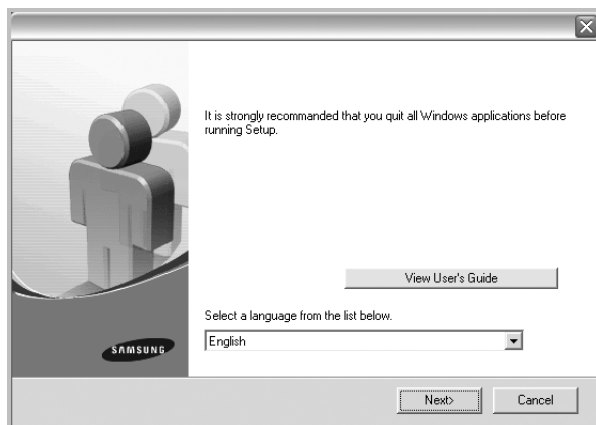 It is strongly recommanded that you quit all Windows applications before
running Setup.
View User's Guide
Select a language from the list below.
English
SAMSUNG
Next>
Cancel